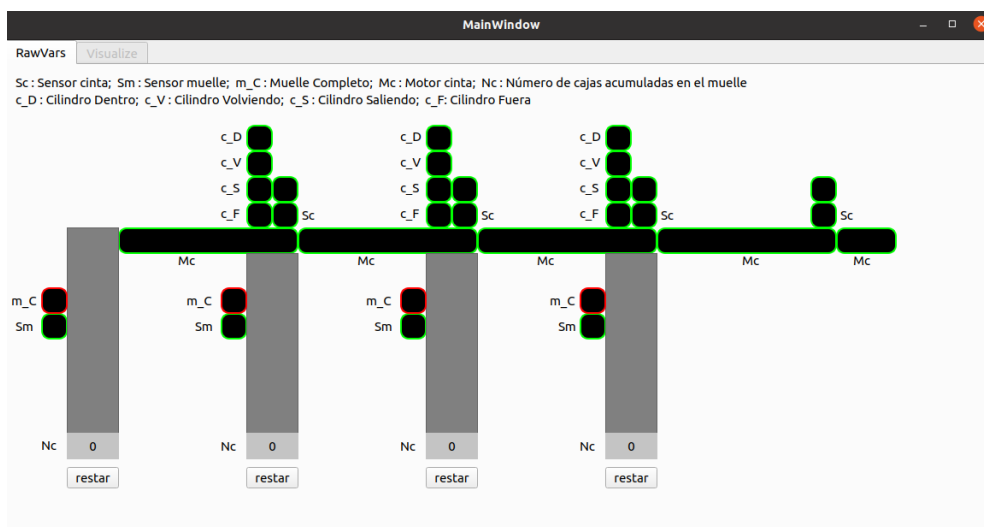 MainWindow
RawVars Visualize
Sc : Sensor cinta; Sm : Sensor muelle; m_C : Muelle Completo; Mc : Motor cinta; Nc : Número de cajas acumuladas en el muelle
c_D : Cilindro Dentro; c_V : Cilindro Volviendo; c_S : Cilindro Saliendo; c_F: Cilindro Fuera
c_D c_D c_D
c_V c_V c_V
c_S c_S c_S
c_F Sc c_F Sc c_F Sc Sc
Mc Mc Mc Mc Mc
m_C m_C m_C m_C
Sm Sm Sm Sm
Nc 0 Nc 0 Nc 0 Nc 0
restar restar restar restar